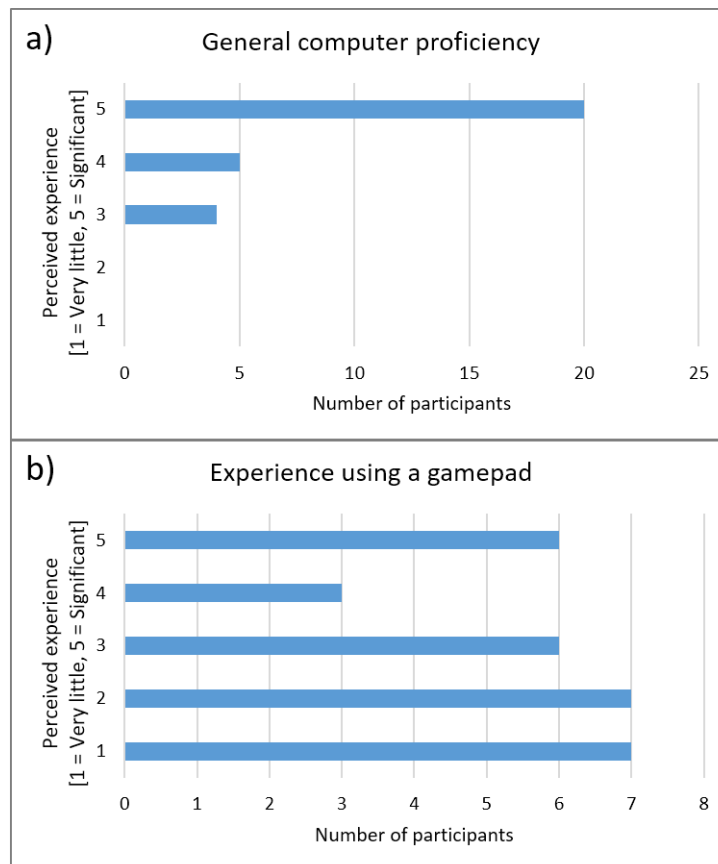 a)
General computer proficiency
Perceived experience
[1 = Very little, 5 = Significant]
5
4
3
2
1
0 5 10 15 20 25
Number of participants
b)
Experience using a gamepad
Perceived experience
[1 = Very little, 5 = Significant]
5
4
3
2
1
0 1 2 3 4 5 6 7 8
Number of participants